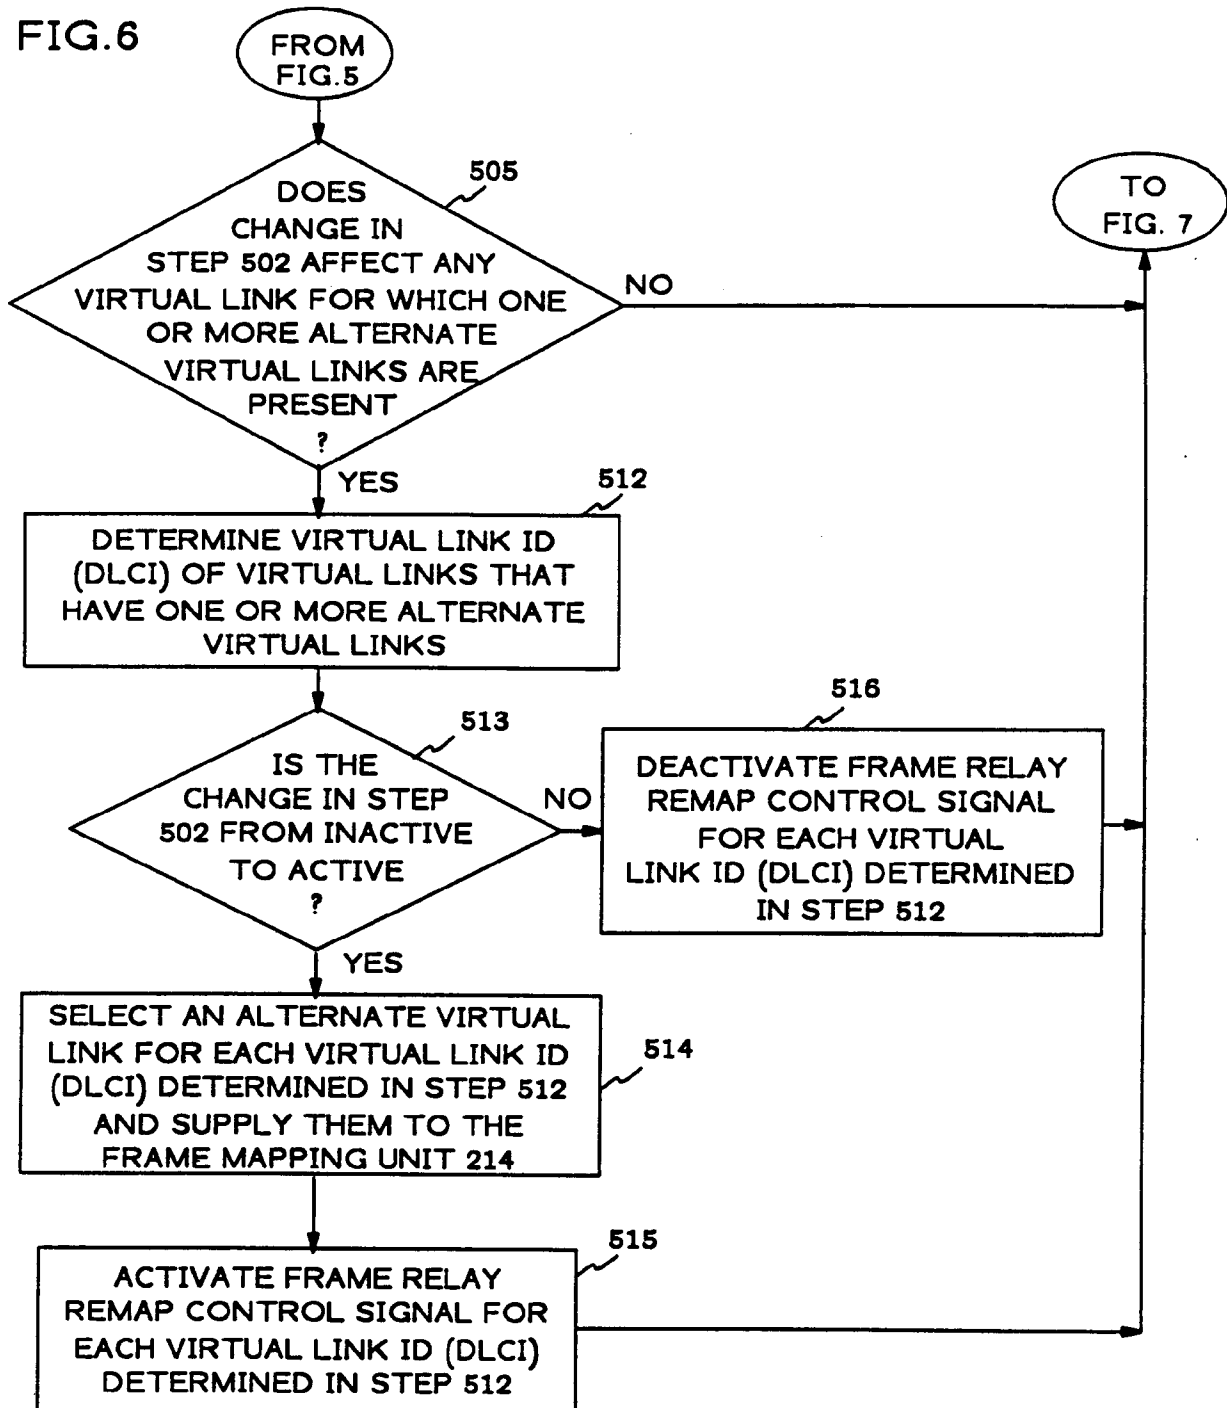 FIG.6
FROM
FIG.5
505
DOES
CHANGE IN
STEP 502 AFFECT ANY
VIRTUAL LINK FOR WHICH ONE
OR MORE ALTERNATE
VIRTUAL LINKS ARE
PRESENT
?
NO
TO
FIG. 7
YES
512
DETERMINE VIRTUAL LINK ID
(DLCI) OF VIRTUAL LINKS THAT
HAVE ONE OR MORE ALTERNATE
VIRTUAL LINKS
513
IS THE
CHANGE IN STEP
502 FROM INACTIVE
TO ACTIVE
?
NO
516
DEACTIVATE FRAME RELAY
REMAP CONTROL SIGNAL
FOR EACH VIRTUAL
LINK ID (DLCI) DETERMINED
IN STEP 512
YES
SELECT AN ALTERNATE VIRTUAL
LINK FOR EACH VIRTUAL LINK ID
(DLCI) DETERMINED IN STEP 512
AND SUPPLY THEM TO THE
FRAME MAPPING UNIT 214
514
515
ACTIVATE FRAME RELAY
REMAP CONTROL SIGNAL FOR
EACH VIRTUAL LINK ID (DLCI)
DETERMINED IN STEP 512